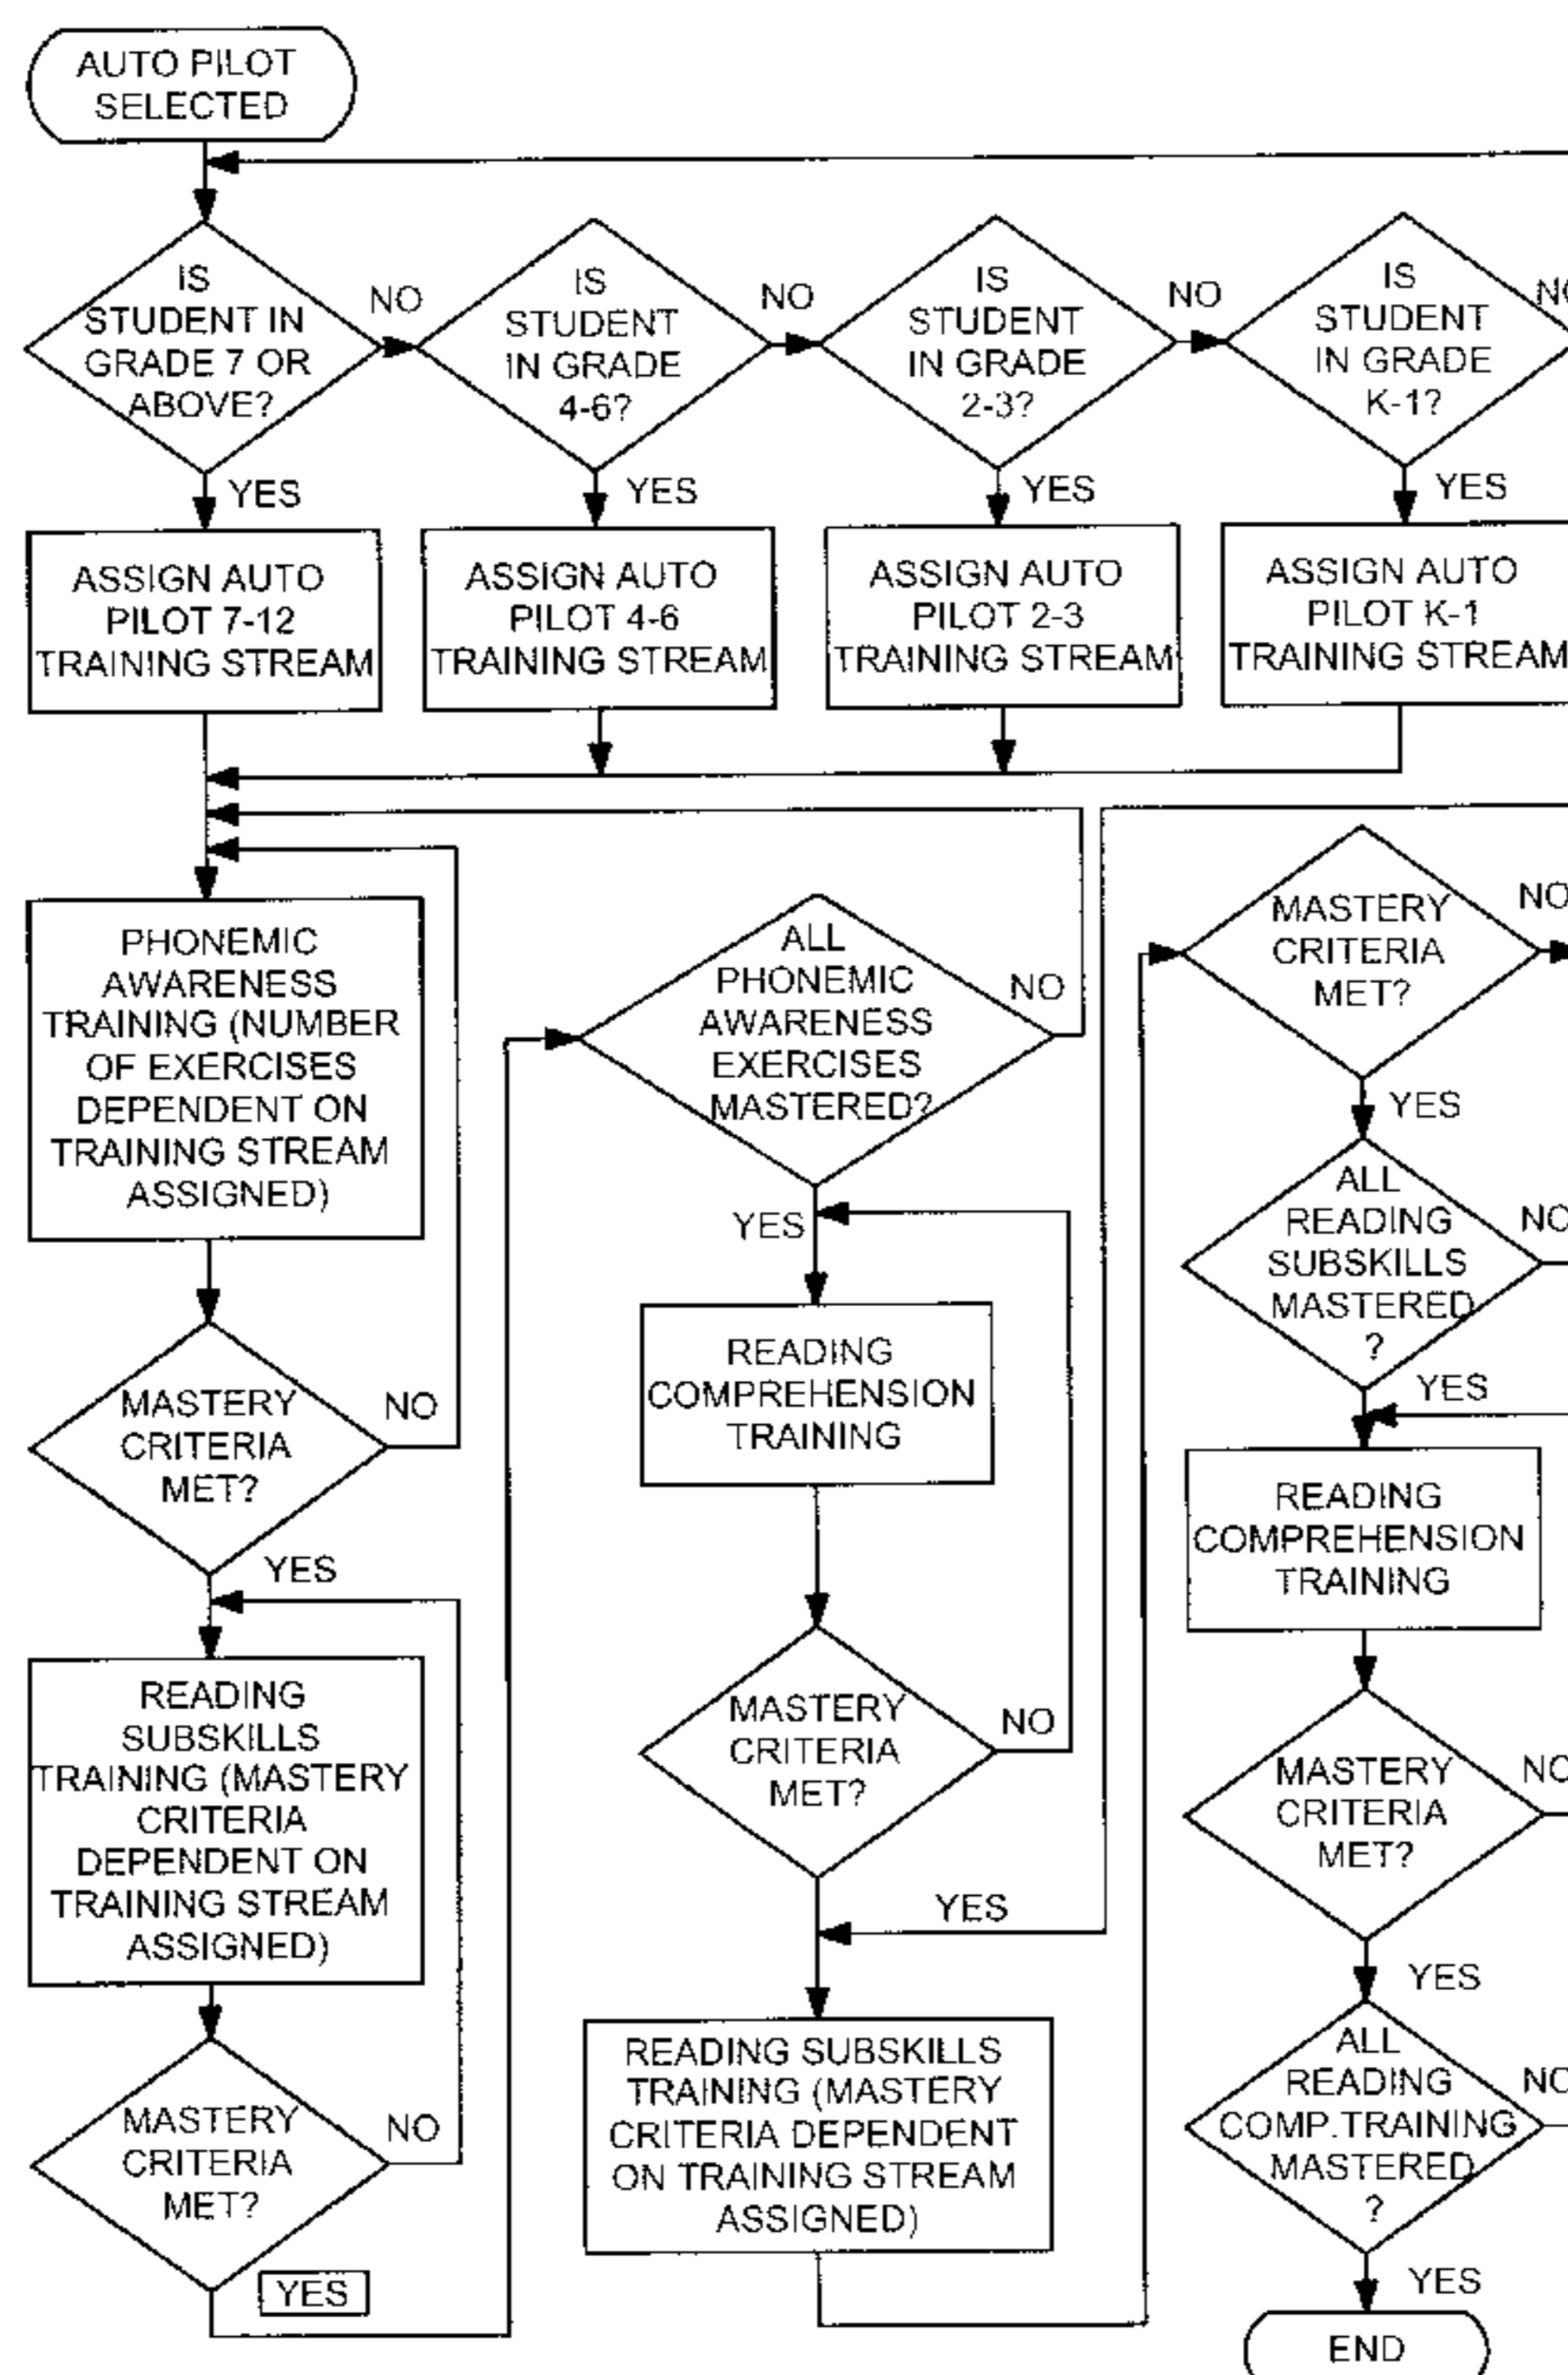 AUTO PILOT
SELECTED
IS
STUDENT IN
GRADE 7 OR
ABOVE?
NO
IS
STUDENT
IN GRADE
4-6?
NO
IS
STUDENT
IN GRADE
2-3?
NO
IS
STUDENT
IN GRADE
K-1?
NO
YES
YES
YES
YES
ASSIGN AUTO
PILOT 7-12
TRAINING STREAM
ASSIGN AUTO
PILOT 4-6
TRAINING STREAM
ASSIGN AUTO
PILOT 2-3
TRAINING STREAM
ASSIGN AUTO
PILOT K-1
TRAINING STREAM
PHONEMIC
AWARENESS
TRAINING (NUMBER
OF EXERCISES
DEPENDENT ON
TRAINING STREAM
ASSIGNED)
MASTERY
CRITERIA
MET?
NO
YES
READING
SUBSKILLS
TRAINING (MASTERY
CRITERIA
DEPENDENT ON
TRAINING STREAM
ASSIGNED)
MASTERY
CRITERIA
MET?
NO
YES
ALL
PHONEMIC
AWARENESS
EXERCISES
MASTERED?
NO
YES
READING
COMPREHENSION
TRAINING
MASTERY
CRITERIA
MET?
NO
YES
READING SUBSKILLS
TRAINING (MASTERY
CRITERIA DEPENDENT
ON TRAINING STREAM
ASSIGNED)
MASTERY
CRITERIA
MET?
NO
YES
ALL
READING
SUBSKILLS
MASTERED
?
NO
YES
READING
COMPREHENSION
TRAINING
MASTERY
CRITERIA
MET?
NO
YES
ALL
READING
COMP.TRAINING
MASTERED
?
NO
YES
END